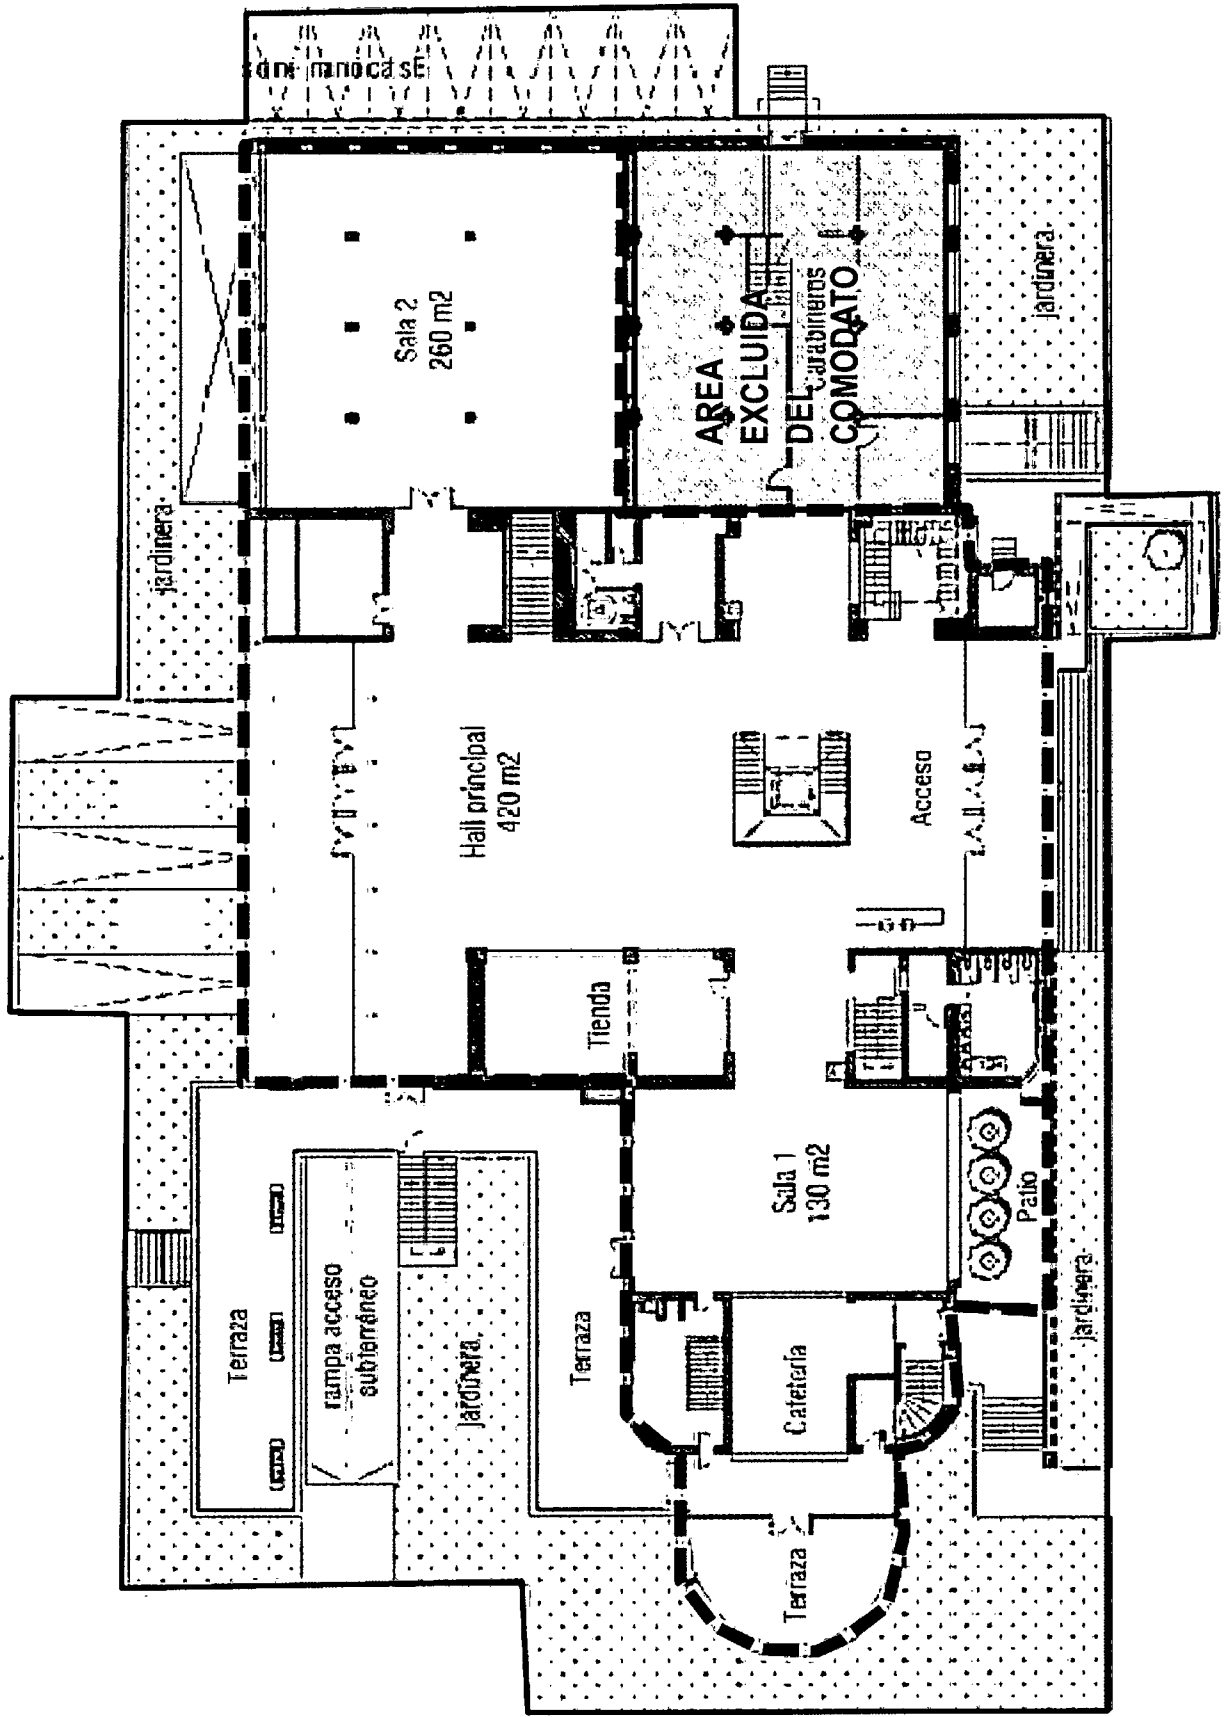 jardinera
Sala 2
260 m2
AREA
EXCLUIDA
DEL
Carabineros
COMODATO
jardinera
Hall principal
420 m2
Acceso
Tienda
Sala 1
130 m2
Patio
jardinera
Terraza
rampa acceso
subterráneo
jardinera
Terraza
Cafetería
Terraza